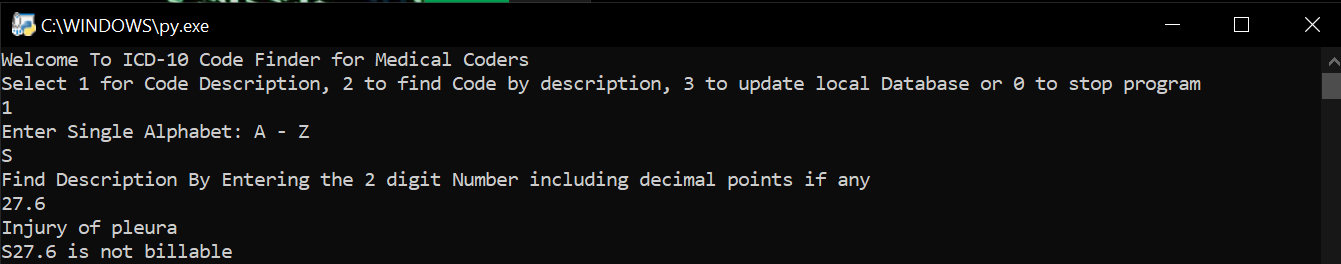 C:\WINDOWS\py.exe
Welcome To ICD-10 Code Finder for Medical Coders
Select 1 for Code Description, 2 to find Code by description, 3 to update local Database or 0 to stop program
1
Enter Single Alphabet: A - Z
S
Find Description By Entering the 2 digit Number including decimal points if any
27.6
Injury of pleura
S27.6 is not billable